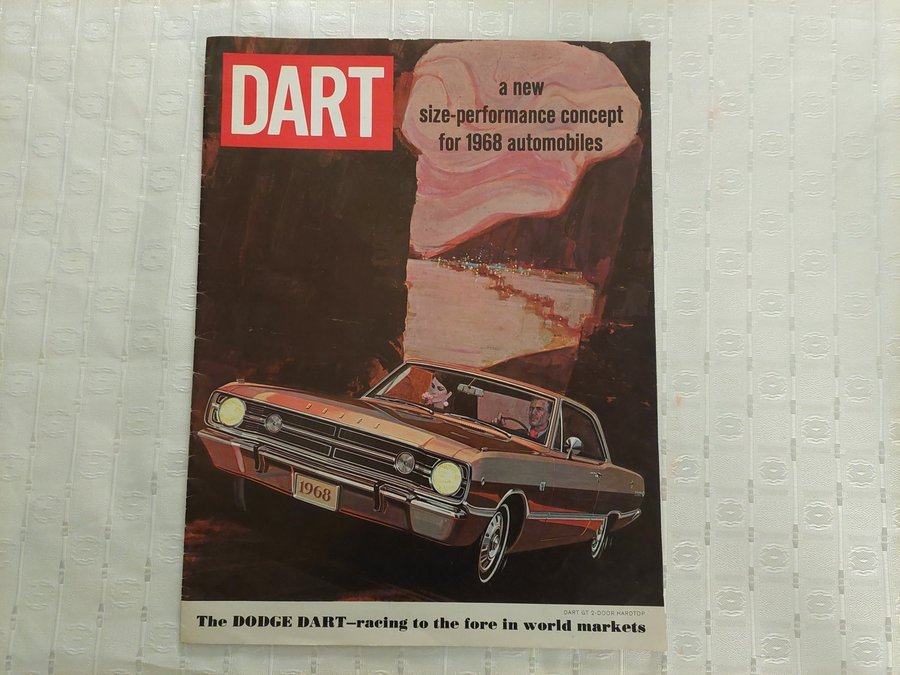 DART
a new
size-performance concept
for 1968 automobiles
DODGE
1968
DART GT 2-DOOR HARDTOP
The DODGE DART—racing to the fore in world markets